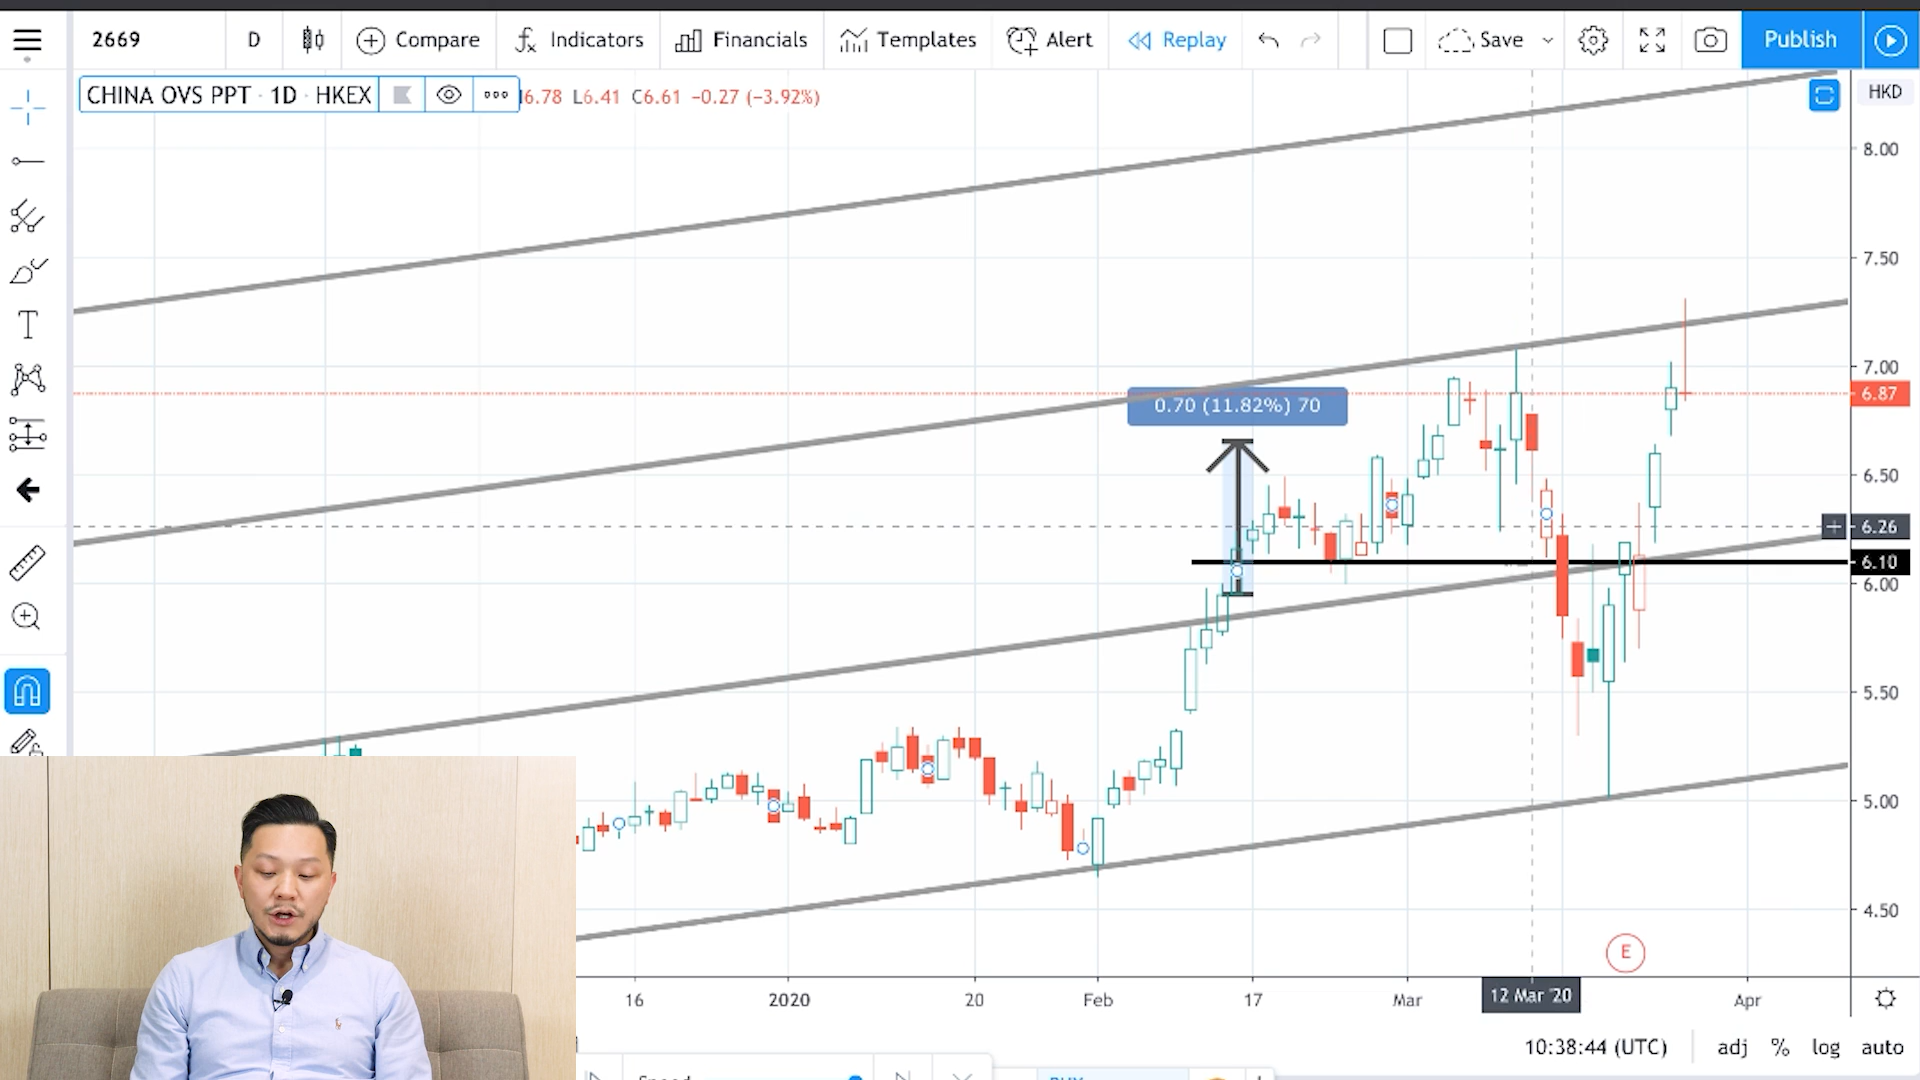 2669 D Compare Indicators Financials Templates Alert Replay Save Publish
CHINA OVS PPT · 1D · HKEX 6.78 L6.41 C6.61 −0.27 (−3.92%)
HKD
8.00
7.50
7.00
6.87
0.70 (11.82%) 70
6.50
6.26
6.10
6.00
5.50
5.00
4.50
E
16 2020 20 Feb 17 Mar 12 Mar '20 Apr
10:38:44 (UTC) adj % log auto